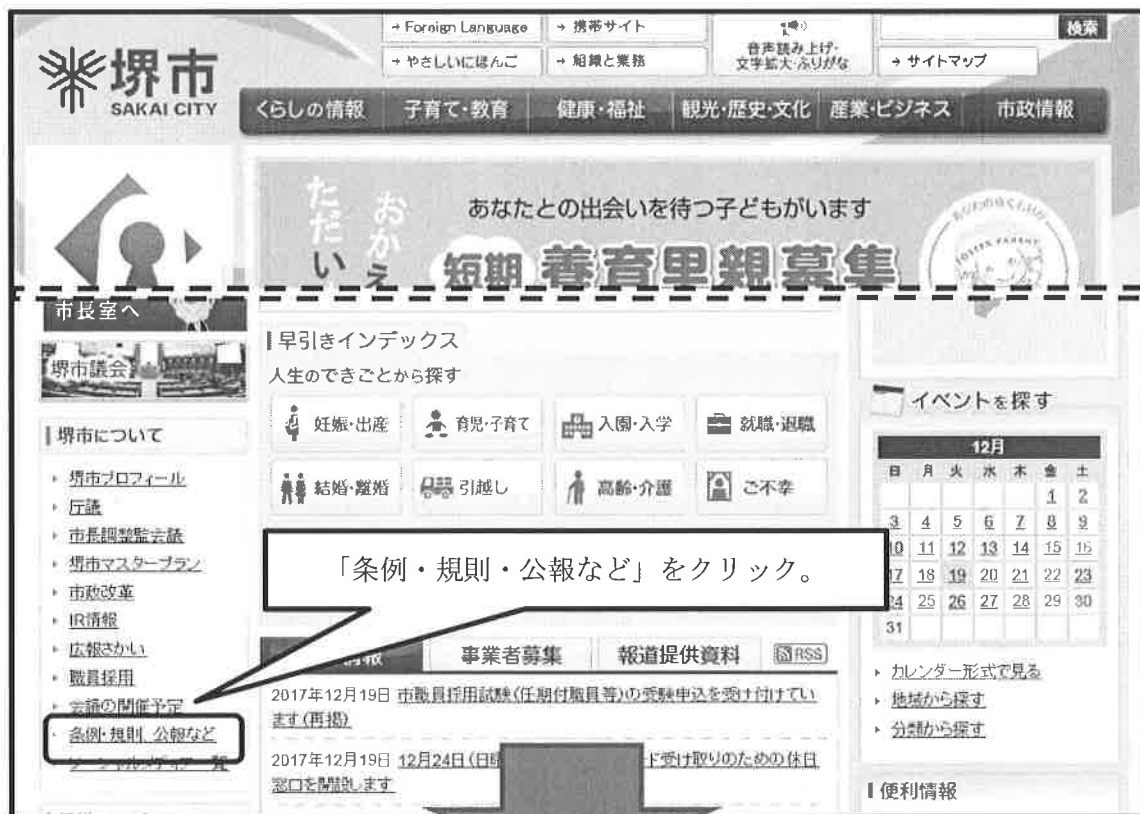 堺市
SAKAI CITY
→ Foreign Language
→ 携帯サイト
→ やさしいにほんご
→ 組織と業務
音声読み上げ・
文字拡大・ふりがな
検索
→ サイトマップ
くらしの情報 子育て・教育 健康・福祉 観光・歴史・文化 産業・ビジネス 市政情報
ただい
おかえ
あなたとの出会いを待つ子どもがいます
短期 養育里親募集
市長室へ
堺市議会
堺市について
堺市プロフィール
庁議
市長調整監会議
堺市マスタープラン
市政改革
IR情報
広報さかい
職員採用
会議の開催予定
条例・規則、公報など
ソーシャルメディア一覧
早引きインデックス
人生のできごとから探す
妊娠・出産 育児・子育て 入園・入学 就職・退職
結婚・離婚 引越し 高齢・介護 ご不幸
「条例・規則・公報など」をクリック。
情報 事業者募集 報道提供資料 RSS
2017年12月19日 市職員採用試験(任期付職員等)の受験申込を受け付けてい
ます(再掲)
2017年12月19日 12月24日(日曜 ド受け取りのための休日
窓口を開設します
イベントを探す
12月
日 月 火 水 木 金 土
1 2
3 4 5 6 7 8 9
10 11 12 13 14 15 16
17 18 19 20 21 22 23
24 25 26 27 28 29 30
31
カレンダー形式で見る
地域から探す
分類から探す
便利情報